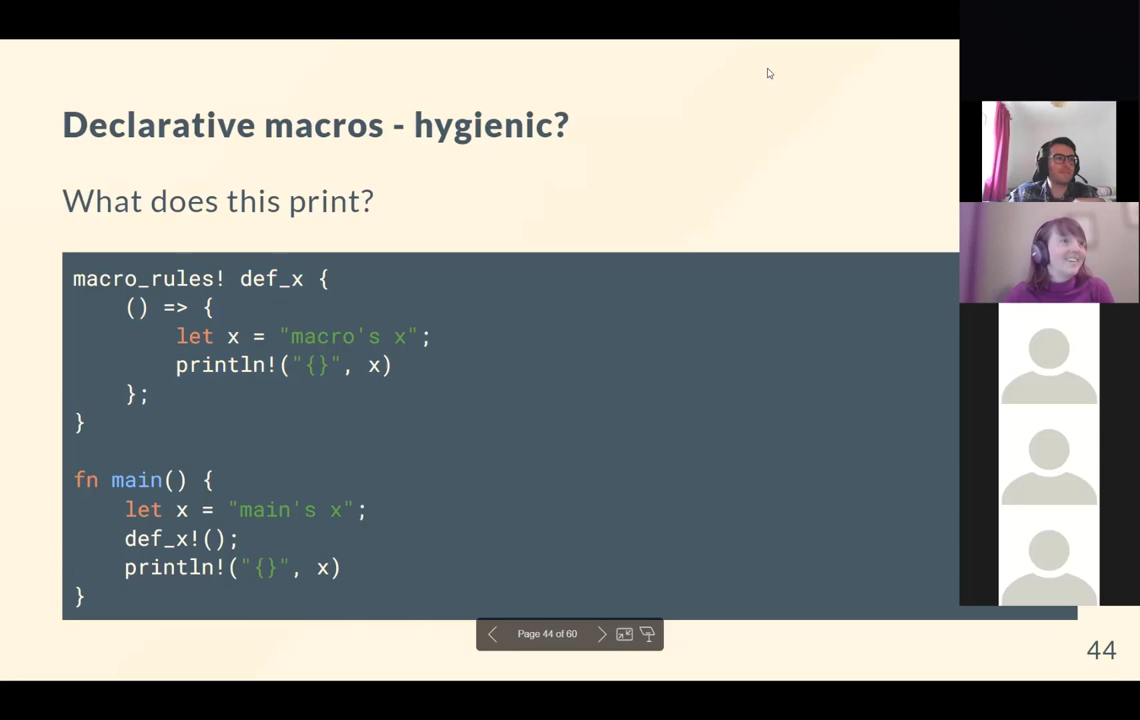 Declarative macros - hygienic?
What does this print?
macro_rules! def_x {
    () => {
        let x = "macro's x";
        println!("{}", x)
    };
}
fn main() {
    let x = "main's x";
    def_x!();
    println!("{}", x)
}
Page 44 of 60
44